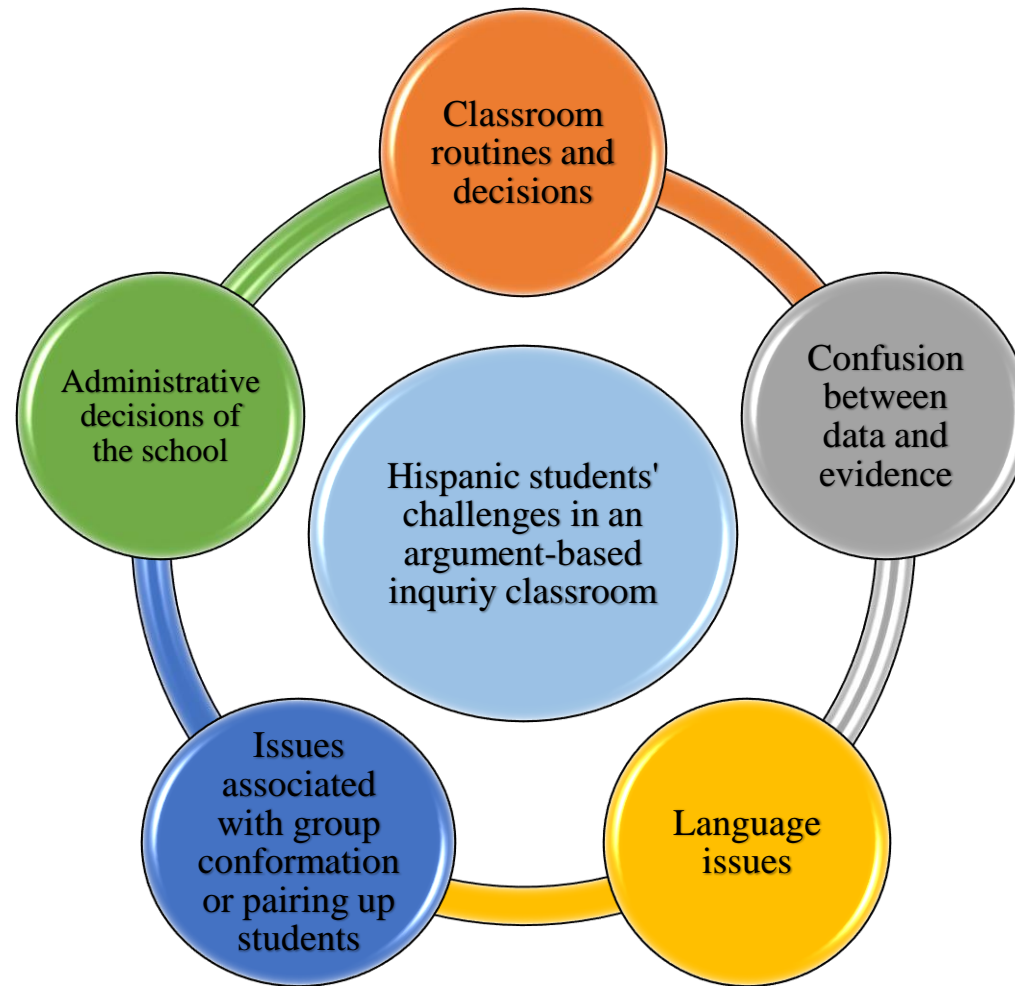 Classroom
routines and
decisions
Confusion
between
data and
evidence
Language
issues
Issues
associated
with group
conformation
or pairing up
students
Administrative
decisions of
the school
Hispanic students'
challenges in an
argument-based
inquriy classroom